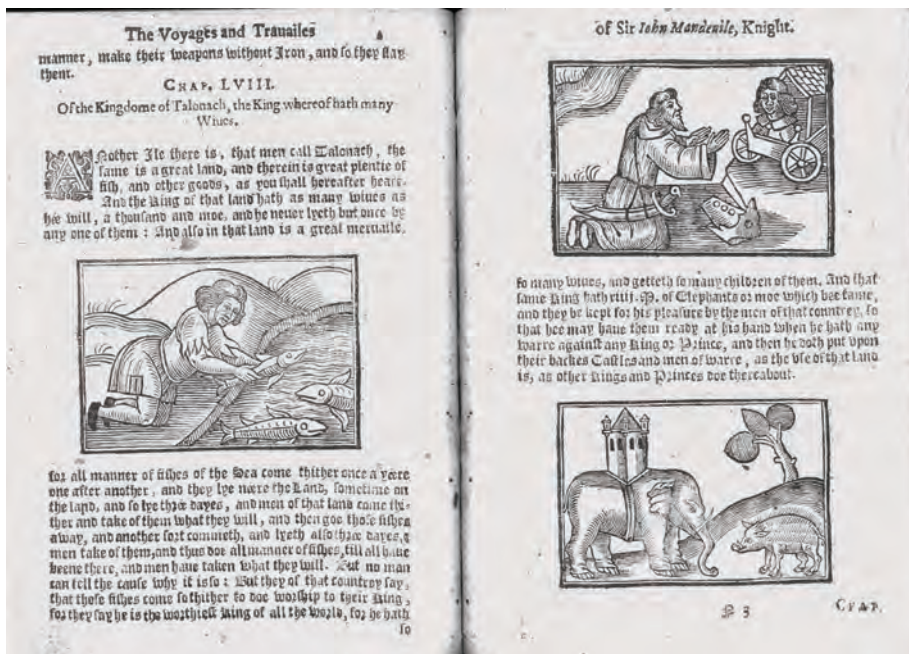 The Voyages and Trauailes
manner, make their weapons without Iron, and so they slay
them.
CHAP. LVIII.
Of the Kingdome of Talonach, the King whereof hath many
Wiues.
ANother Ile there is, that men call Talonach, the
same is a great land, and therein is great plentie of
fish, and other goods, as you shall hereafter heare.
And the King of that land hath as many wiues as
hee will, a thousand and moe, and he neuer lyeth but once by
any one of them: And also in that land is a great meruaile,
for all manner of fishes of the Sea come thither once a yeere
one after another, and they lye neere the Land, sometime on
the land, and so lye three dayes, and men of that land come thi-
ther and take of them what they will, and then goe those fishes
away, and another sort commeth, and lyeth also three dayes,
men take of them, and thus doe all manner of fishes, till all haue
beene there, and men haue taken what they will. But no man
can tell the cause why it is so: But they of that countrey say,
that those fishes come so thither to doe worship to their King,
for they say he is the worthiest King of all the world, for he hath
so
of Sir Iohn Mandeuile, Knight.
so many wiues, and getteth so many children of them. And that
same King hath xiiij. M. of Elephants or moe which bee tame,
and they be kept for his pleasure by the men of that countrey, so
that hee may haue them ready at his hand when he hath any
warre against any King or Prince, and then he doth put vpon
their backes Castles and men of warre, as the vse of that land
is, as other Kings and Princes doe thereabout.
3
CHAP.